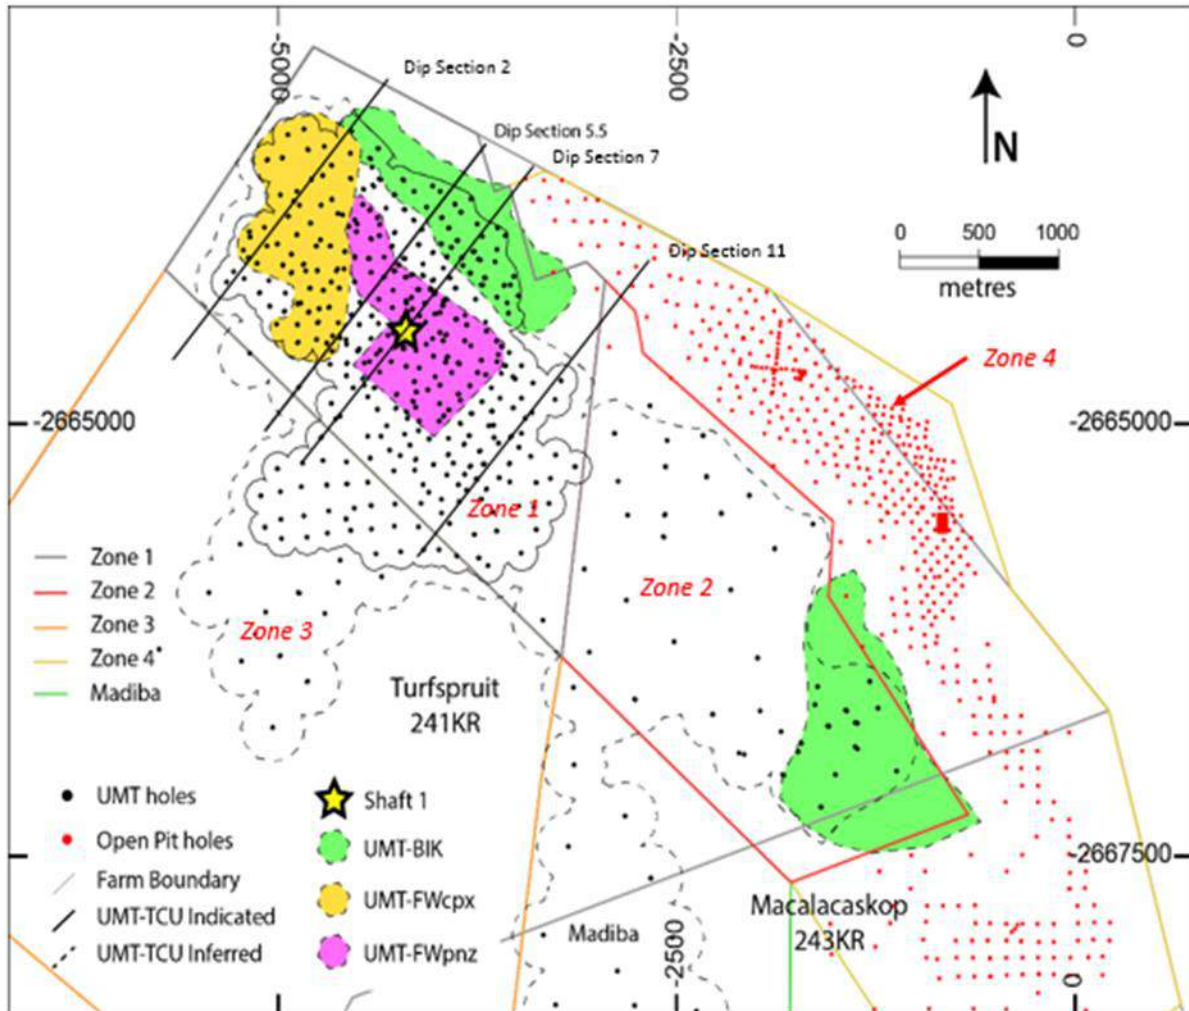 -5000
-2500
0
Dip Section 2
Dip Section 5.5
Dip Section 7
Dip Section 11
N
0 500 1000
metres
Zone 4
-2665000
-2665000
Zone 1
Zone 1
Zone 2
Zone 3
Zone 4
Madiba
Zone 2
Zone 3
Turfspruit
241KR
UMT holes
Open Pit holes
Farm Boundary
UMT-TCU Indicated
UMT-TCU Inferred
Shaft 1
UMT-BIK
UMT-FWcpx
UMT-FWpnz
-2667500
Macalacaskop
243KR
Madiba
-2500
0